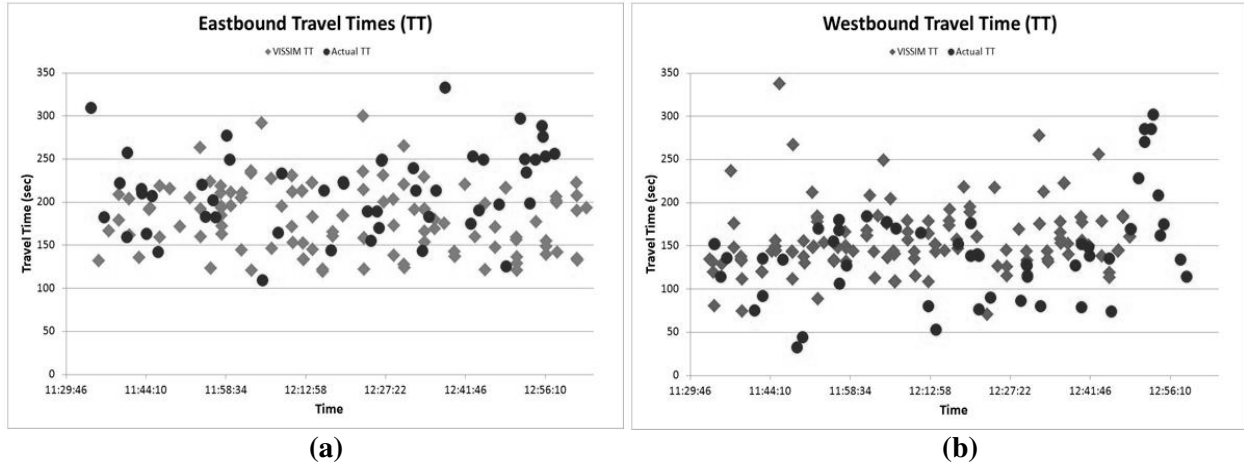 Eastbound Travel Times (TT)
VISSIM TT Actual TT
Travel Time (sec)
350
300
250
200
150
100
50
0
11:29:46 11:44:10 11:58:34 12:12:58 12:27:22 12:41:46 12:56:10
Time
(a)
Westbound Travel Time (TT)
VISSIM TT Actual TT
Travel Time (sec)
350
300
250
200
150
100
50
0
11:29:46 11:44:10 11:58:34 12:12:58 12:27:22 12:41:46 12:56:10
Time
(b)